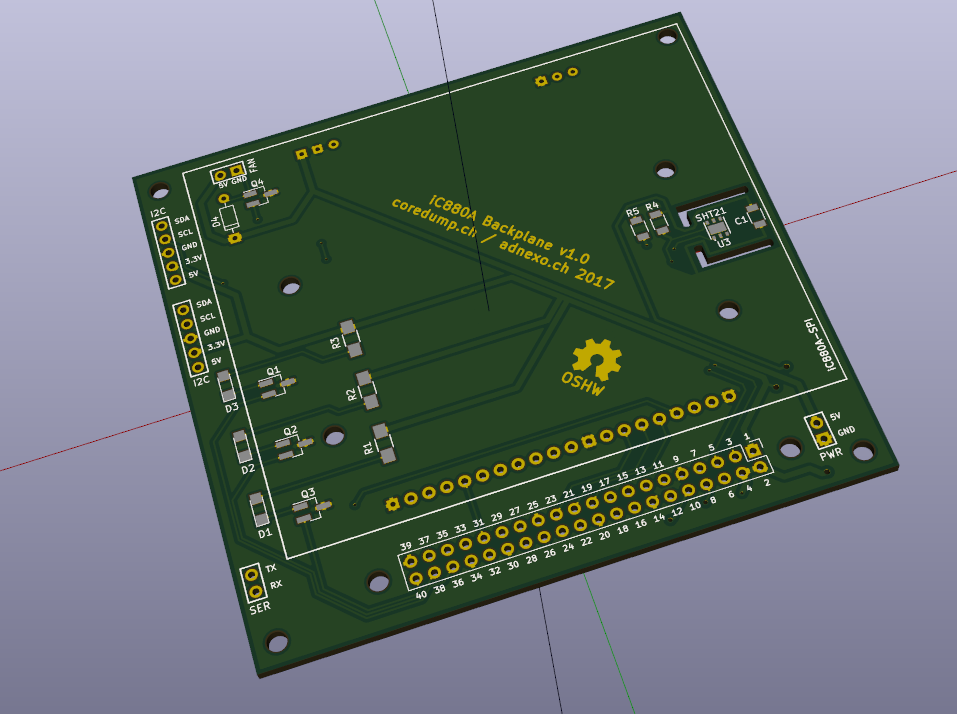 FAN
5V GND
Q4
D4
I2C
SDA
SCL
GND
3.3V
5V
SDA
SCL
GND
3.3V
5V
I2C
iC880A Backplane v1.0
coredump.ch / adnexo.ch 2017
R5
R4
SHT21
C1
U3
iC880A-SPI
R3
Q1
D3
R2
Q2
D2
R1
Q3
D1
OSHW
5V
GND
PWR
TX
RX
SER
39 37 35 33 31 29 27 25 23 21 19 17 15 13 11 9 7 5 3 1
40 38 36 34 32 30 28 26 24 22 20 18 16 14 12 10 8 6 4 2